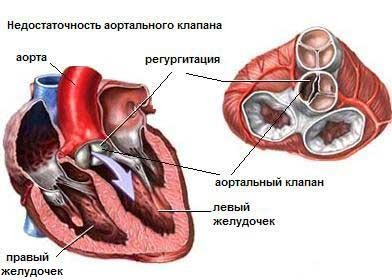 Недостаточность аортального клапана
аорта
регургитация
аортальный клапан
левый
желудочек
правый
желудочек